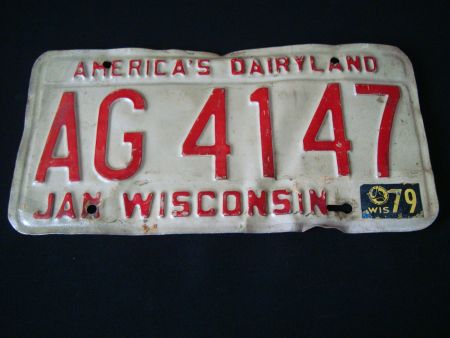 AMERICA'S DAIRYLAND
AG 4147
JAN WISCONSIN
WIS 79